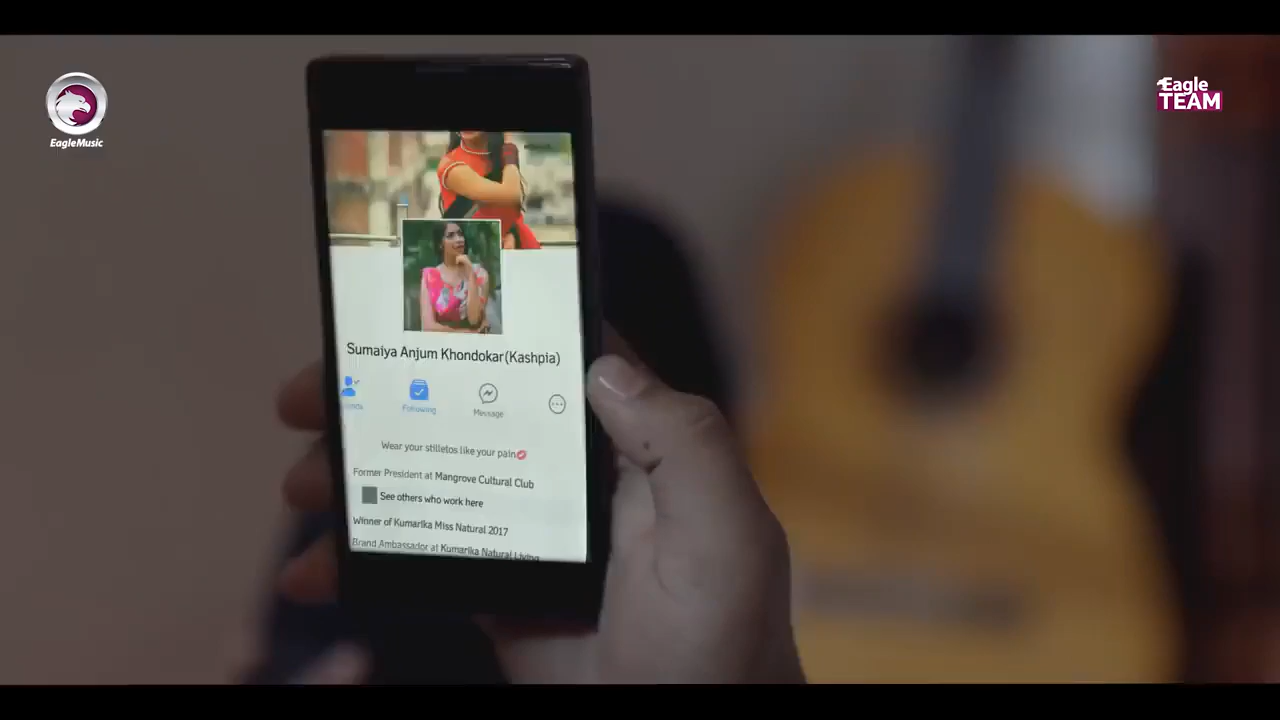 EagleMusic
Eagle
TEAM
Sumaiya Anjum Khondokar(Kashpia)
Following
Message
Wear your stilletos like your pain💋
Former President at Mangrove Cultural Club
See others who work here
Winner of Kumarika Miss Natural 2017
Brand Ambassador at Kumarika Natural Living